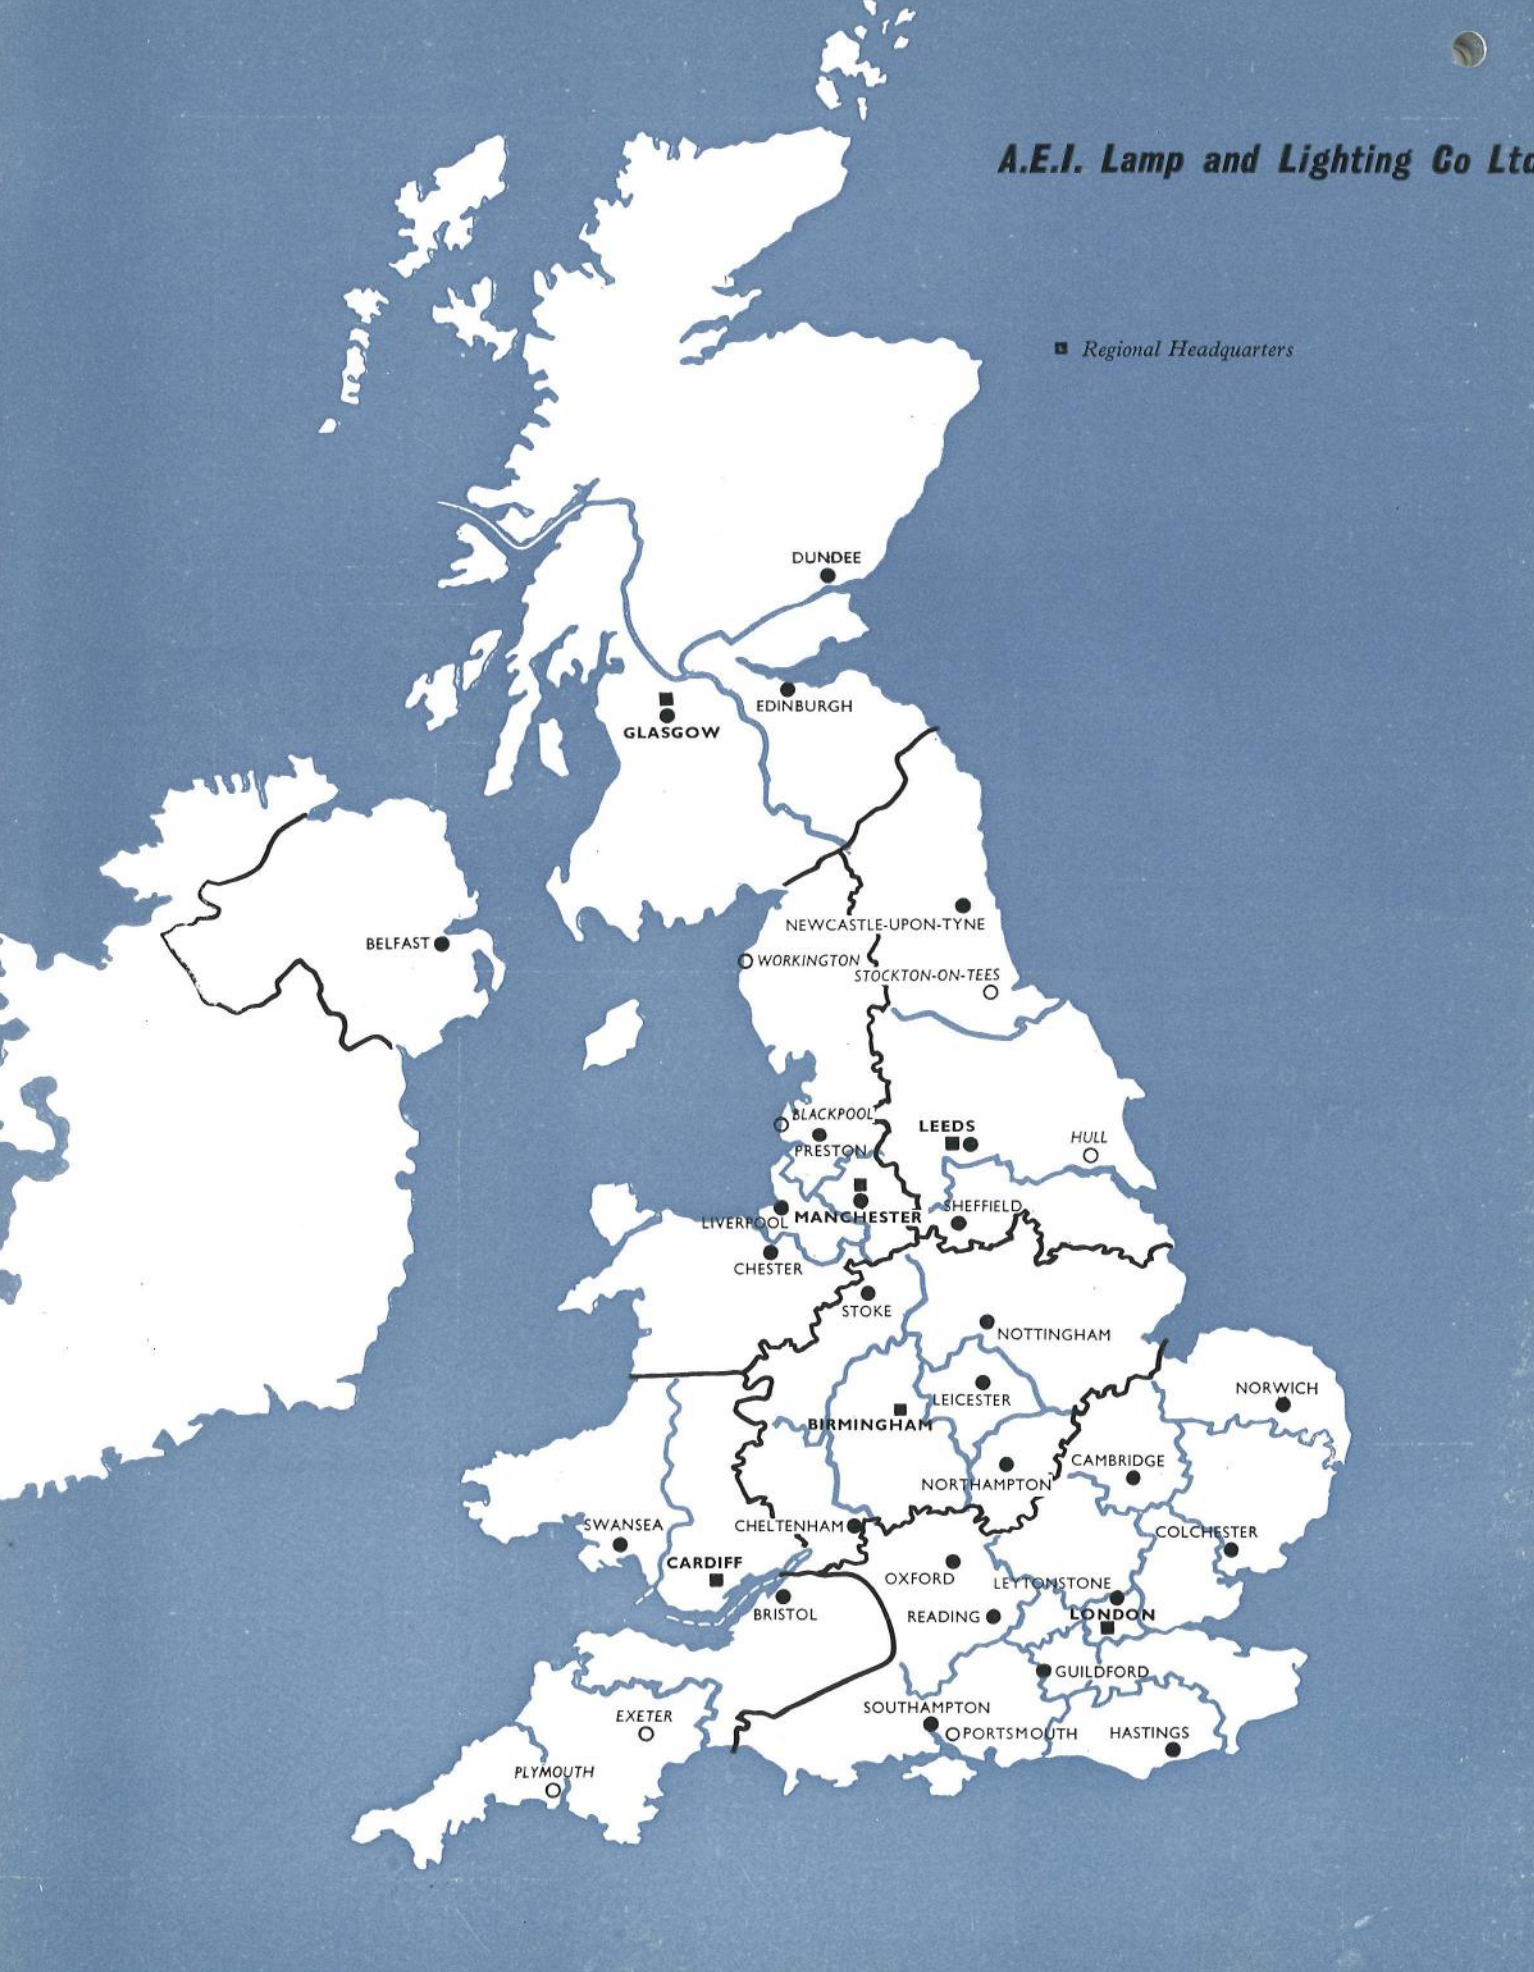 A.E.I. Lamp and Lighting Co Ltd
Regional Headquarters
DUNDEE
EDINBURGH
GLASGOW
NEWCASTLE-UPON-TYNE
BELFAST
WORKINGTON
STOCKTON-ON-TEES
BLACKPOOL
LEEDS
HULL
PRESTON
SHEFFIELD
LIVERPOOL
MANCHESTER
CHESTER
STOKE
NOTTINGHAM
NORWICH
LEICESTER
BIRMINGHAM
CAMBRIDGE
NORTHAMPTON
SWANSEA
CHELTENHAM
COLCHESTER
CARDIFF
OXFORD
LEYTONSTONE
BRISTOL
READING
LONDON
GUILDFORD
SOUTHAMPTON
EXETER
PORTSMOUTH
HASTINGS
PLYMOUTH